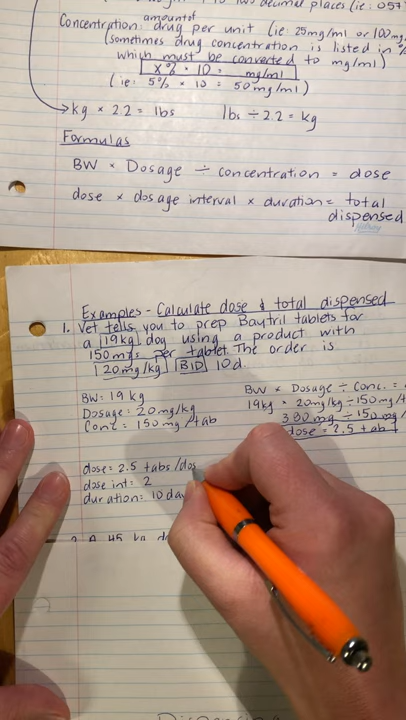 two decimal places (ie: .057
amount of
Concentration: drug per unit (ie: 25mg/ml or 100mg
(sometimes drug concentration is listed in %
which must be converted to mg/ml)
x% · 10 = mg/ml
(ie: 5% × 10 = 50mg/ml)
kg × 2.2 = lbs lbs ÷ 2.2 = kg
Formulas
BW × Dosage ÷ concentration = dose
dose × dosage interval × duration = total
dispensed
Examples - Calculate dose & total dispensed
1. Vet tells you to prep Baytril tablets for
a 19kg dog using a product with
150mgs per tablet. The order is
20mg/kg BID 10d.
BW: 19 kg
Dosage: 20mg/kg
Conc: 150 mg/tab
BW × Dosage ÷ Conc. =
19kg × 20mg/kg ÷ 150mg/t
380 mg ÷ 150 mg/
dose = 2.5 tab
dose: 2.5 tabs/dos
dose int: 2
duration: 10 day
2. A 45 kg